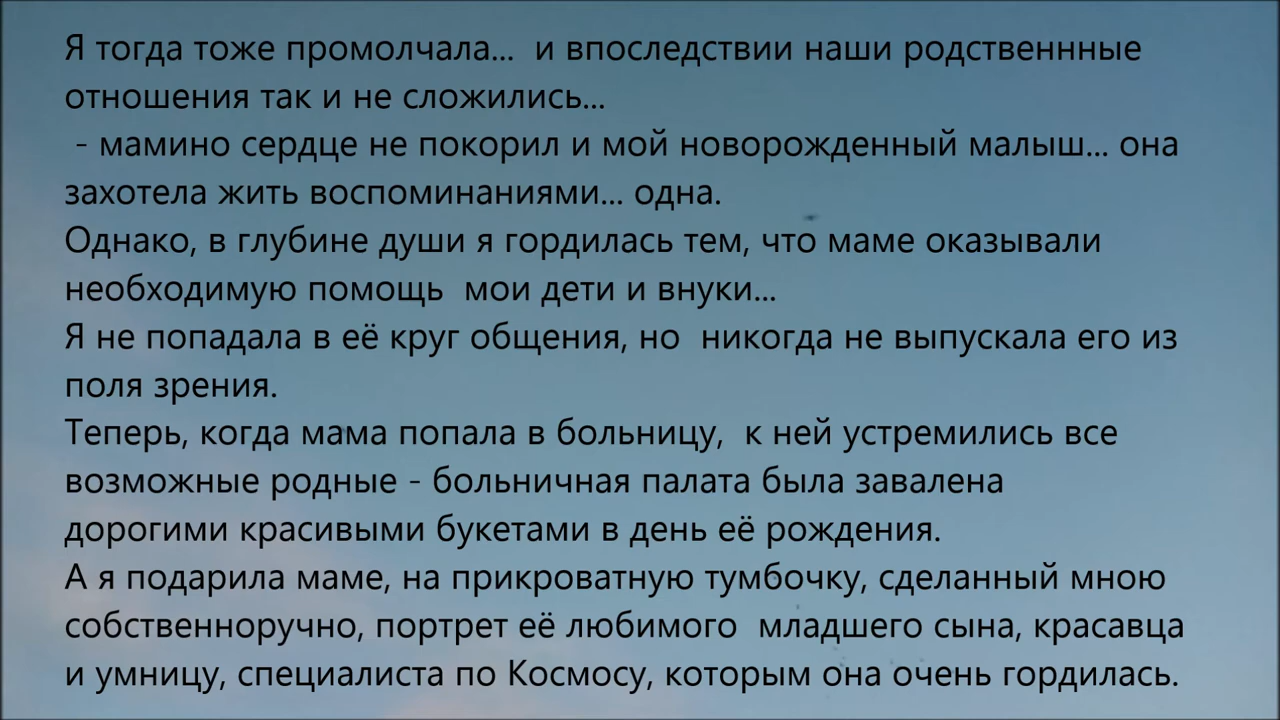 Я тогда тоже промолчала...  и впоследствии наши родственнные
отношения так и не сложились...
 - мамино сердце не покорил и мой новорожденный малыш... она
захотела жить воспоминаниями... одна.
Однако, в глубине души я гордилась тем, что маме оказывали
необходимую помощь  мои дети и внуки...
Я не попадала в её круг общения, но  никогда не выпускала его из
поля зрения.
Теперь, когда мама попала в больницу,  к ней устремились все
возможные родные - больничная палата была завалена
дорогими красивыми букетами в день её рождения.
А я подарила маме, на прикроватную тумбочку, сделанный мною
собственноручно, портрет её любимого  младшего сына, красавца
и умницу, специалиста по Космосу, которым она очень гордилась.